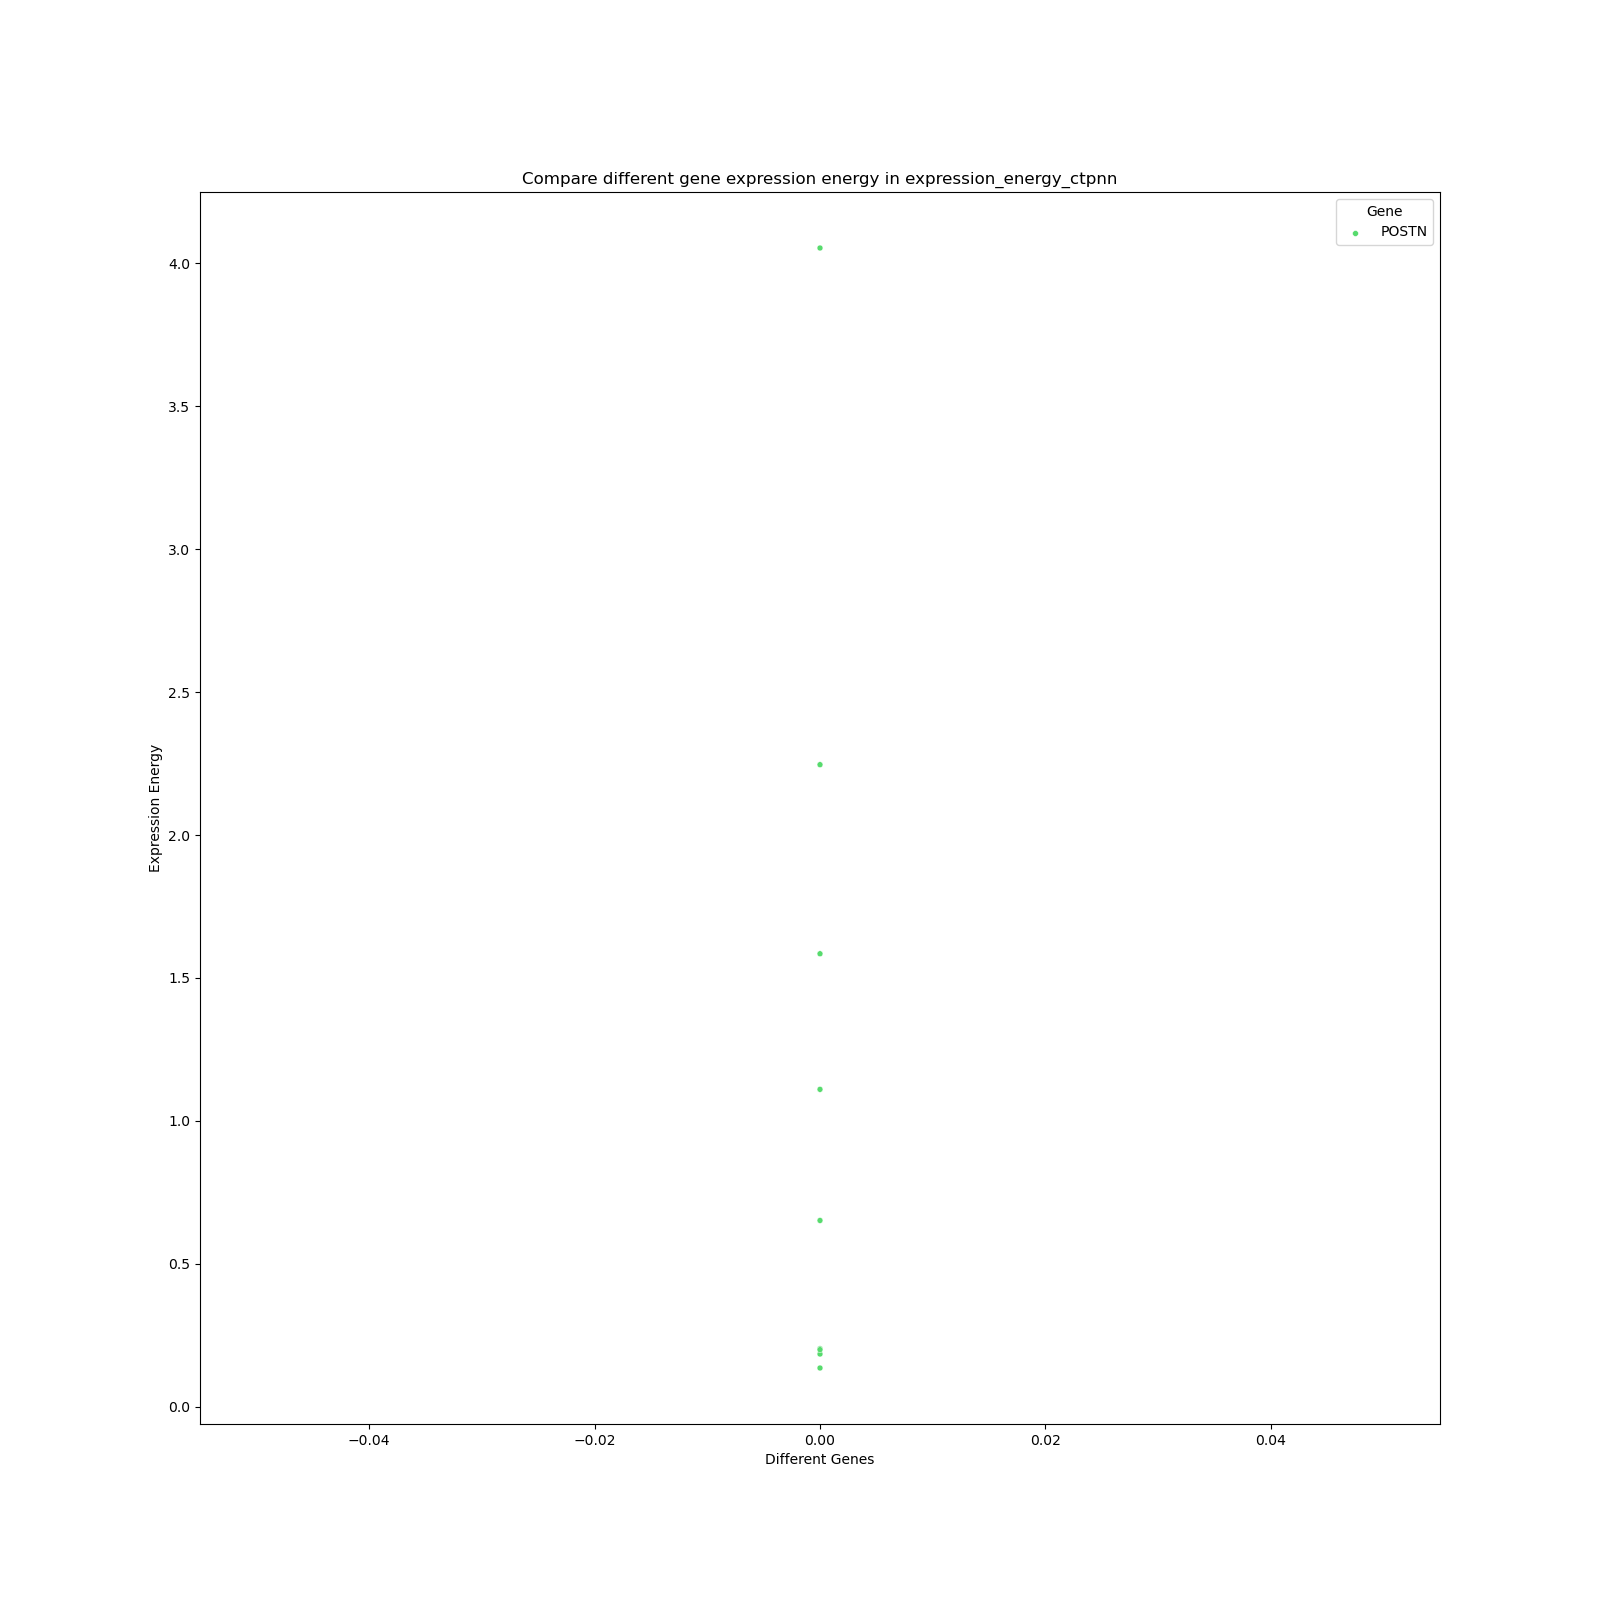 Compare different gene expression energy in expression_energy_ctpnn
Gene
POSTN
4.0
3.5
3.0
2.5
2.0
1.5
1.0
0.5
0.0
Expression Energy
−0.04 −0.02 0.00 0.02 0.04
Different Genes